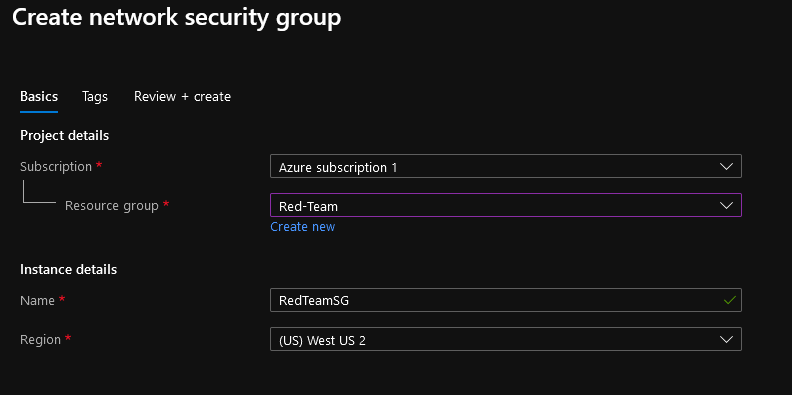 Create network security group
Basics Tags Review + create
Project details
Subscription * Azure subscription 1
Resource group * Red-Team
Create new
Instance details
Name * RedTeamSG
Region * (US) West US 2